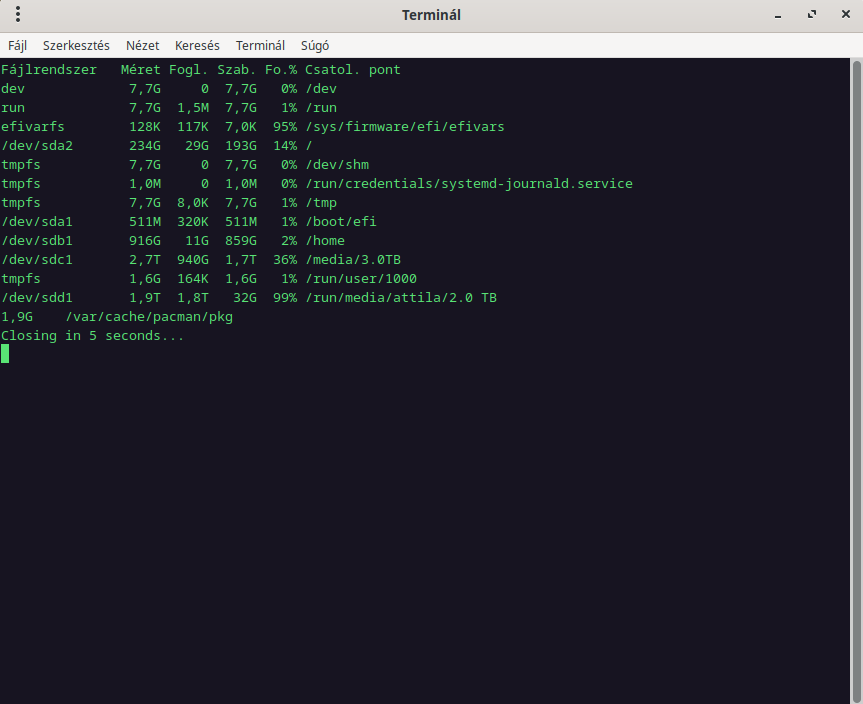 Terminál
Fájl Szerkesztés Nézet Keresés Terminál Súgó
Fájlrendszer Méret Fogl. Szab. Fo.% Csatol. pont
dev 7,7G 0 7,7G 0% /dev
run 7,7G 1,5M 7,7G 1% /run
efivarfs 128K 117K 7,0K 95% /sys/firmware/efi/efivars
/dev/sda2 234G 29G 193G 14% /
tmpfs 7,7G 0 7,7G 0% /dev/shm
tmpfs 1,0M 0 1,0M 0% /run/credentials/systemd-journald.service
tmpfs 7,7G 8,0K 7,7G 1% /tmp
/dev/sda1 511M 320K 511M 1% /boot/efi
/dev/sdb1 916G 11G 859G 2% /home
/dev/sdc1 2,7T 940G 1,7T 36% /media/3.0TB
tmpfs 1,6G 164K 1,6G 1% /run/user/1000
/dev/sdd1 1,9T 1,8T 32G 99% /run/media/attila/2.0 TB
1,9G /var/cache/pacman/pkg
Closing in 5 seconds...